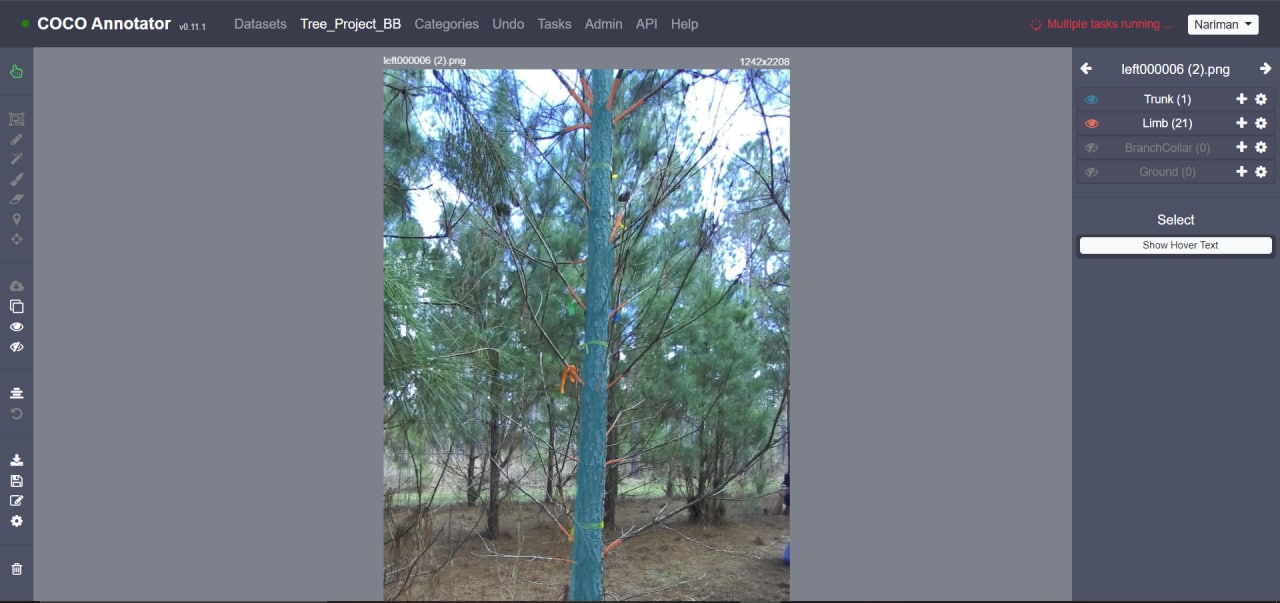 COCO Annotator v0.11.1 Datasets Tree_Project_BB Categories Undo Tasks Admin API Help Multiple tasks running ... Nariman
left000006 (2).png 1242x2208
left000006 (2).png
Trunk (1)
Limb (21)
BranchCollar (0)
Ground (0)
Select
Show Hover Text